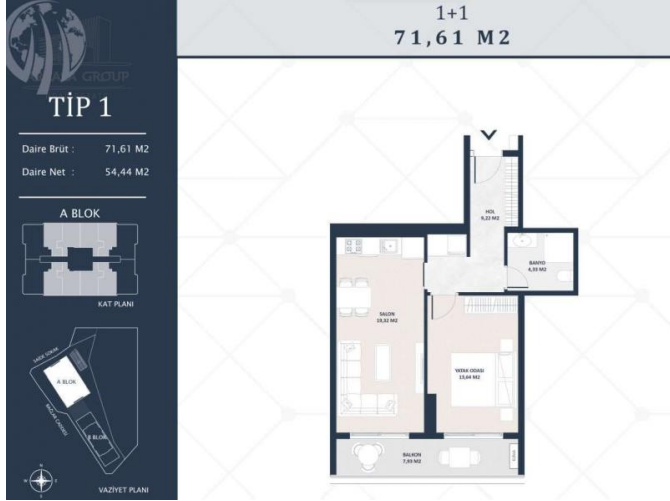 GROUP
TİP 1
Daire Brüt : 71,61 M2
Daire Net : 54,44 M2
A BLOK
KAT PLANI
A BLOK
B BLOK
VAZİYET PLANI
1+1
71,61 M2
HOL
9,22 M2
BANYO
4,33 M2
SALON
19,32 M2
YATAK ODASI
13,64 M2
BALKON
7,93 M2